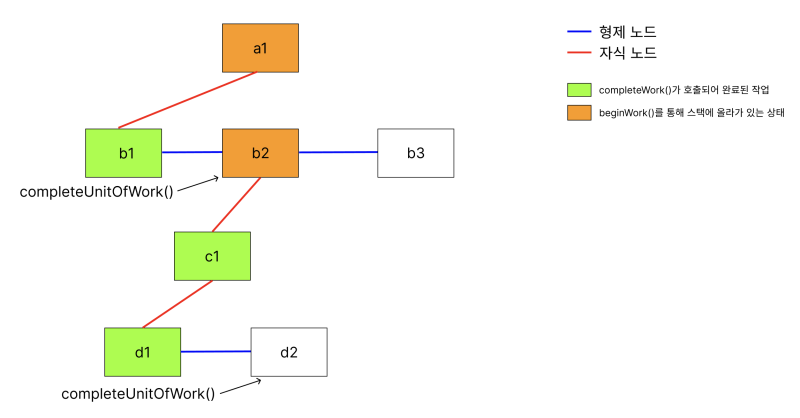 a1
형제 노드
자식 노드
completeWork()가 호출되어 완료된 작업
beginWork()를 통해 스택에 올라가 있는 상태
b1
b2
b3
completeUnitOfWork()
c1
d1
d2
completeUnitOfWork()